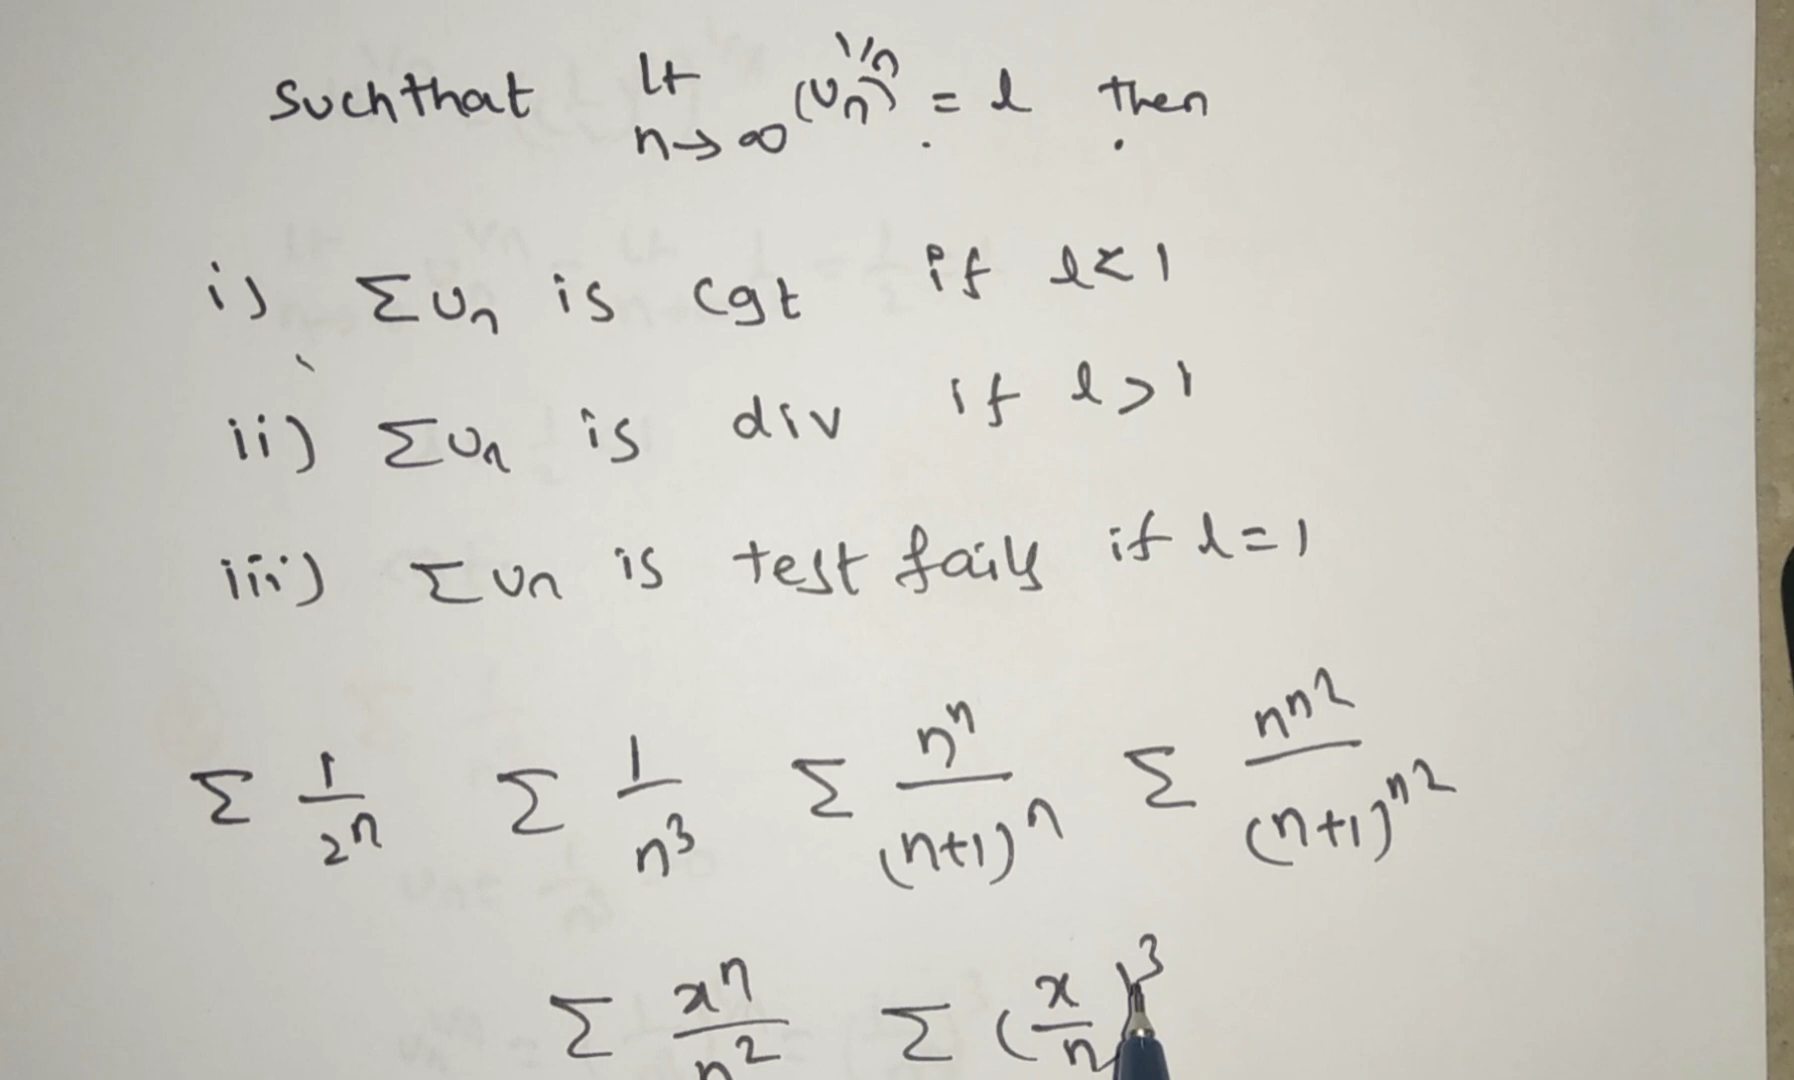 Such that lt n→∞ (un)^1/n = l then
i) Σun is cgt if l<1
ii) Σun is div if l>1
iii) Σun is test fails if l=1
Σ 1/2^n Σ 1/n^3 Σ n^n/(n+1)^n Σ n^n2/(n+1)^n2
Σ x^n/n^2 Σ (x/n)^3